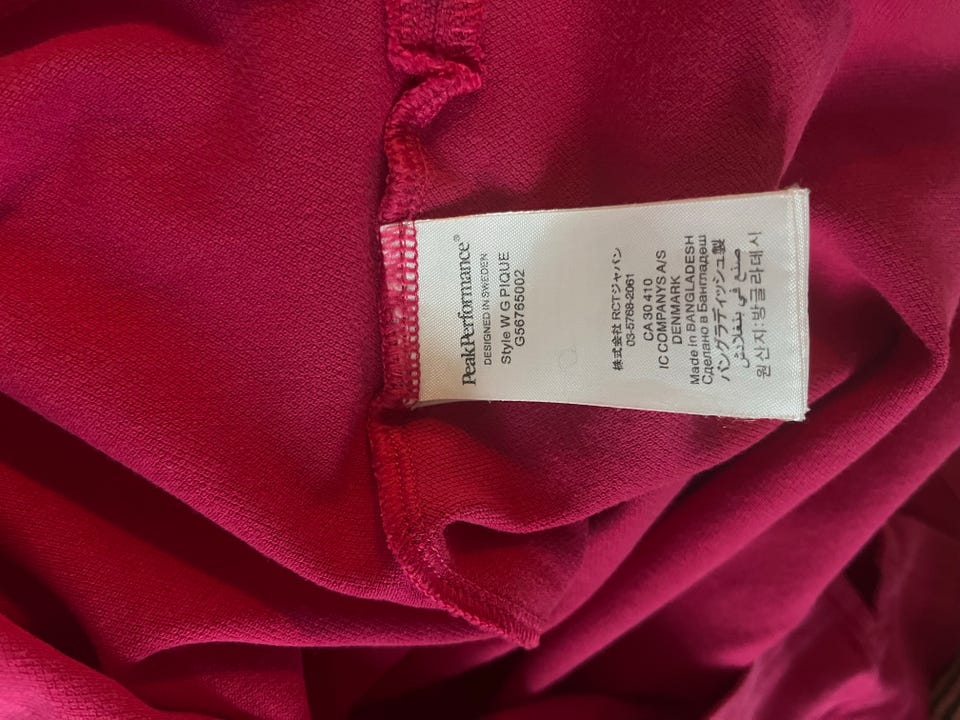 PeakPerformance®
DESIGNED IN SWEDEN
Style W G PIQUE
G56765002
株式会社 RCTジャパン
03-5768-2061
CA 30 410
IC COMPANYS A/S
DENMARK
Made in BANGLADESH
Сделано в Бангладеш
バングラディッシュ製
صنع في بنغلادش
원산지:방글라데시